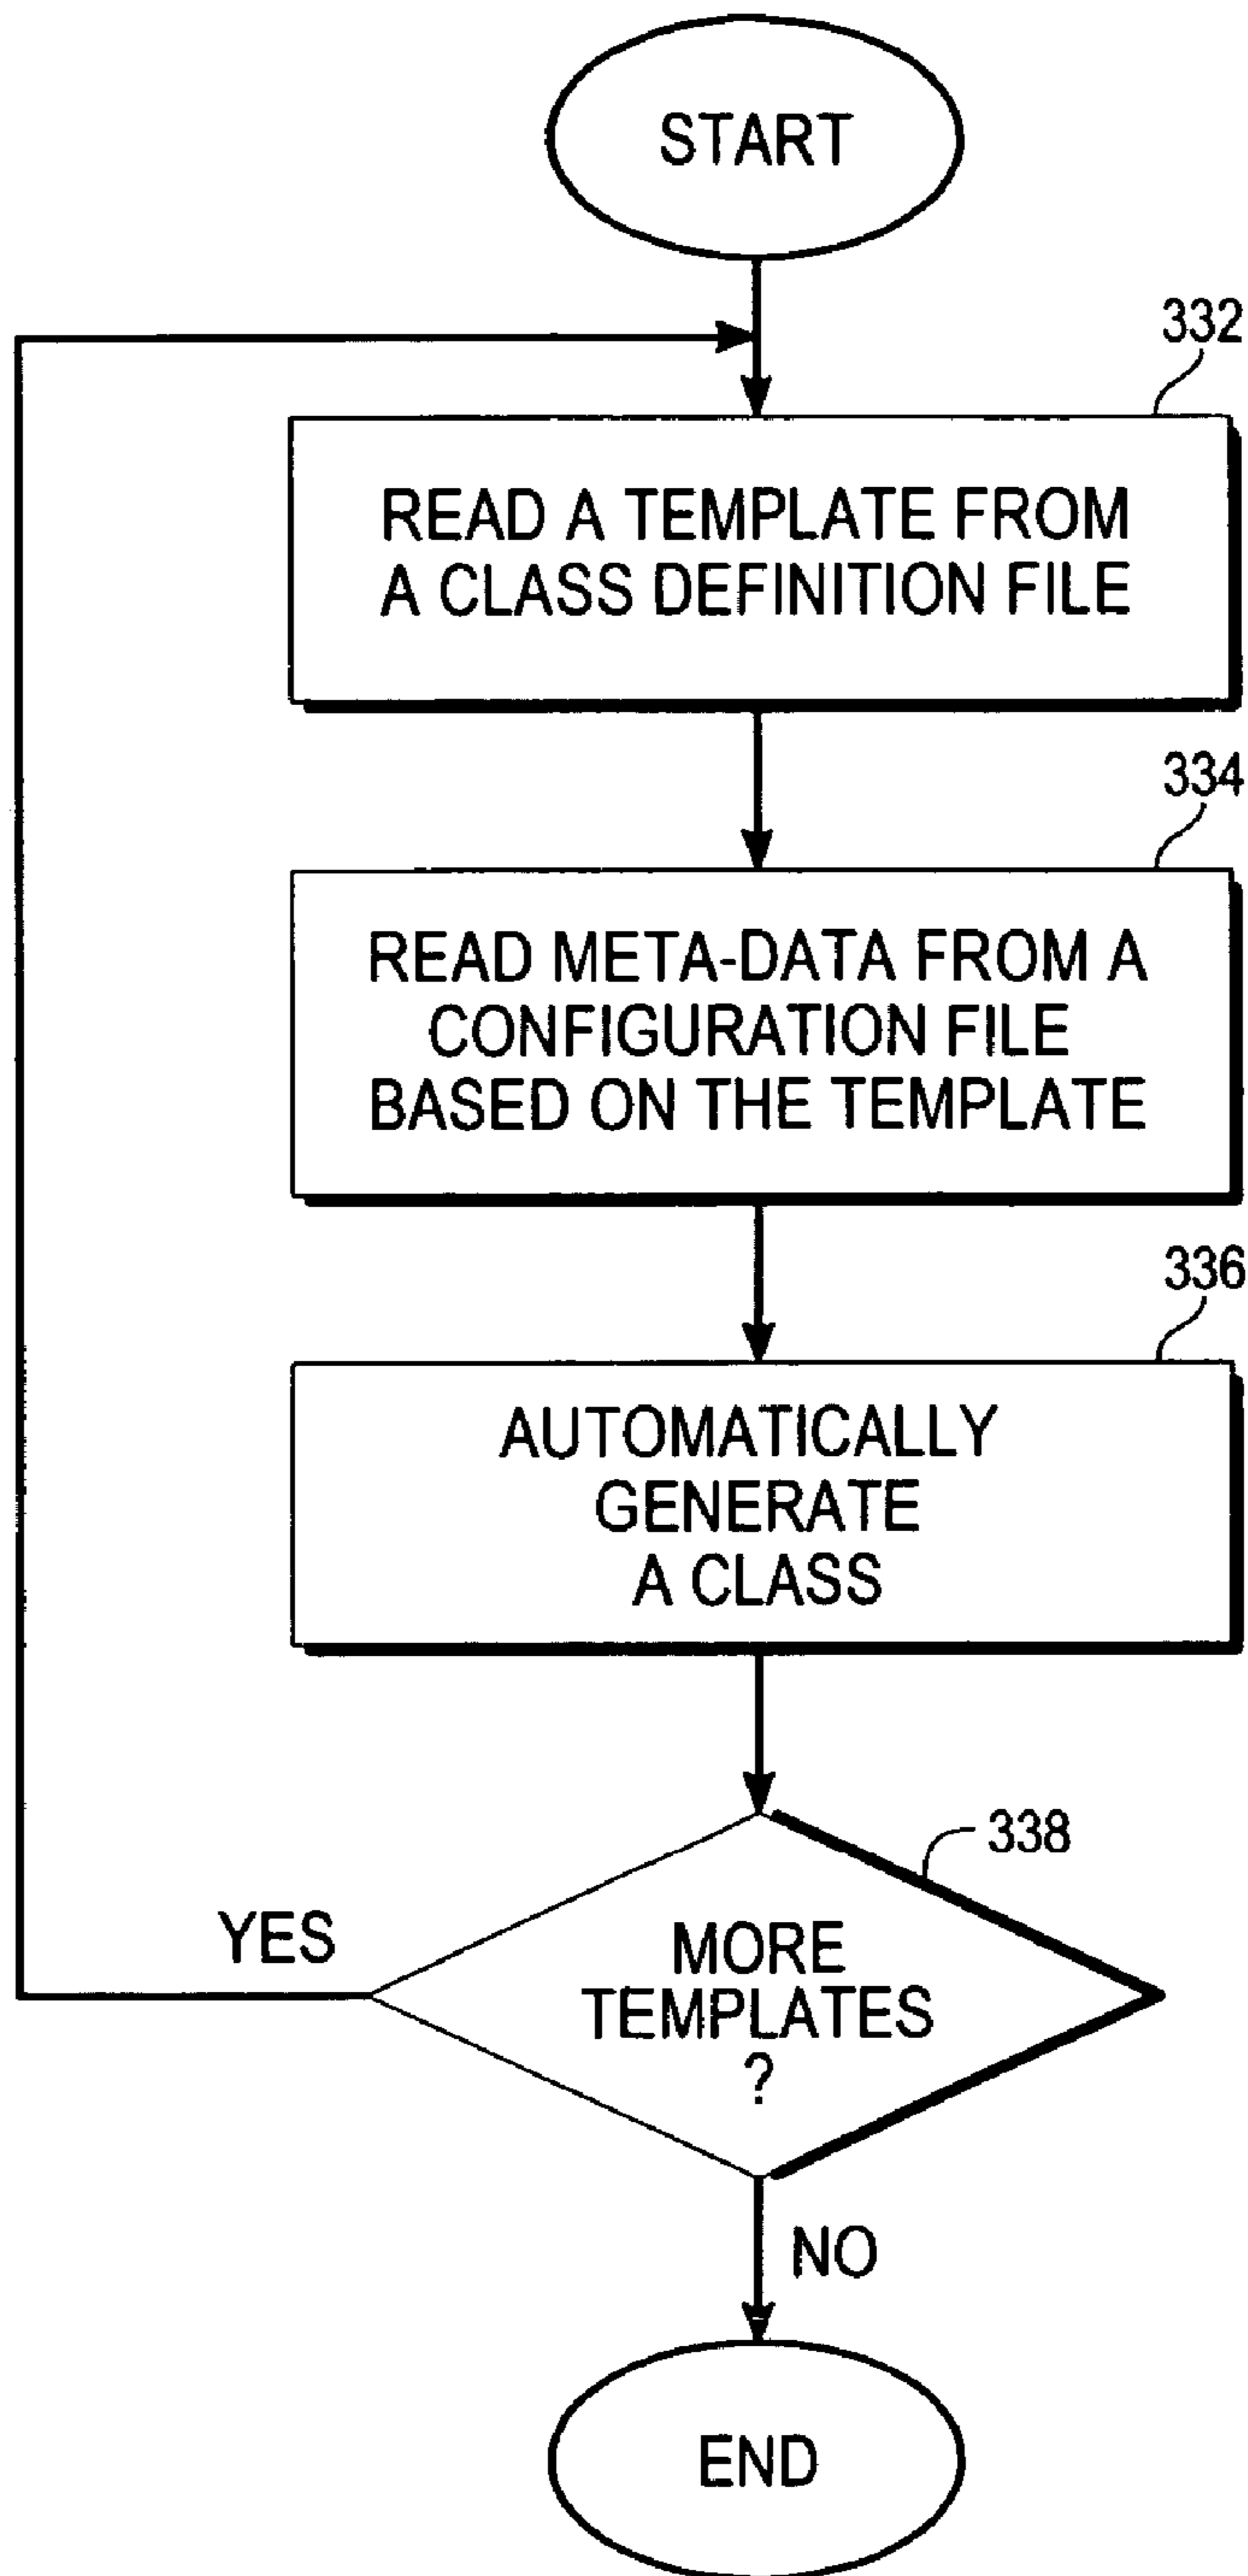 START
332
READ A TEMPLATE FROM
A CLASS DEFINITION FILE
334
READ META-DATA FROM A
CONFIGURATION FILE
BASED ON THE TEMPLATE
336
AUTOMATICALLY
GENERATE
A CLASS
338
YES
MORE
TEMPLATES
?
NO
END